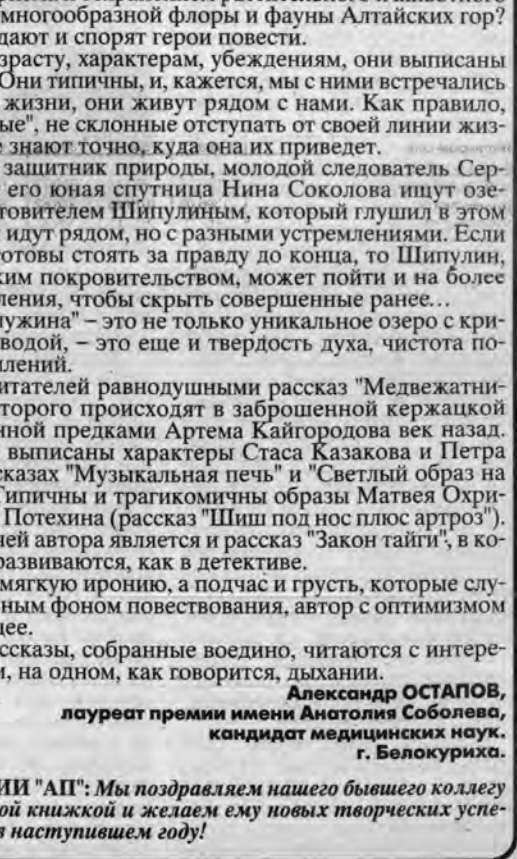 многообразной флоры и фауны Алтайских гор?
дают и спорят герои повести.
зрасту, характерам, убеждениям, они выписаны
Они типичны, и, кажется, мы с ними встречались
жизни, они живут рядом с нами. Как правило,
ые", не склонные отступать от своей линии жиз-
знают точно, куда она их приведет.
защитник природы, молодой следователь Сер-
его юная спутница Нина Соколова ищут озе-
товителем Шипулиным, который глушил в этом
идут рядом, но с разными устремлениями. Если
готовы стоять за правду до конца, то Шипулин,
ким покровительством, может пойти и на более
ления, чтобы скрыть совершенные ранее...
мужина" – это не только уникальное озеро с кри-
водой, – это еще и твердость духа, чистота по-
лений.
итателей равнодушными рассказ "Медвежатни-
оторого происходят в заброшенной кержацкой
нной предками Артема Кайгородова век назад.
выписаны характеры Стаса Казакова и Петра
сказах "Музыкальная печь" и "Светлый образ на
Типичны и трагикомичны образы Матвея Охри-
Потехина (рассказ "Шиш под нос плюс артроз").
чей автора является и рассказ "Закон тайги", в ко-
развиваются, как в детективе.
мягкую иронию, а подчас и грусть, которые слу-
ным фоном повествования, автор с оптимизмом
щее.
ссказы, собранные воедино, читаются с интере-
м, на одном, как говорится, дыхании.
Александр ОСТАПОВ,
лауреат премии имени Анатолия Соболева,
кандидат медицинских наук.
г. Белокуриха.
ИИ "АП": Мы поздравляем нашего бывшего коллегу
ой книжкой и желаем ему новых творческих успе-
в наступившем году!